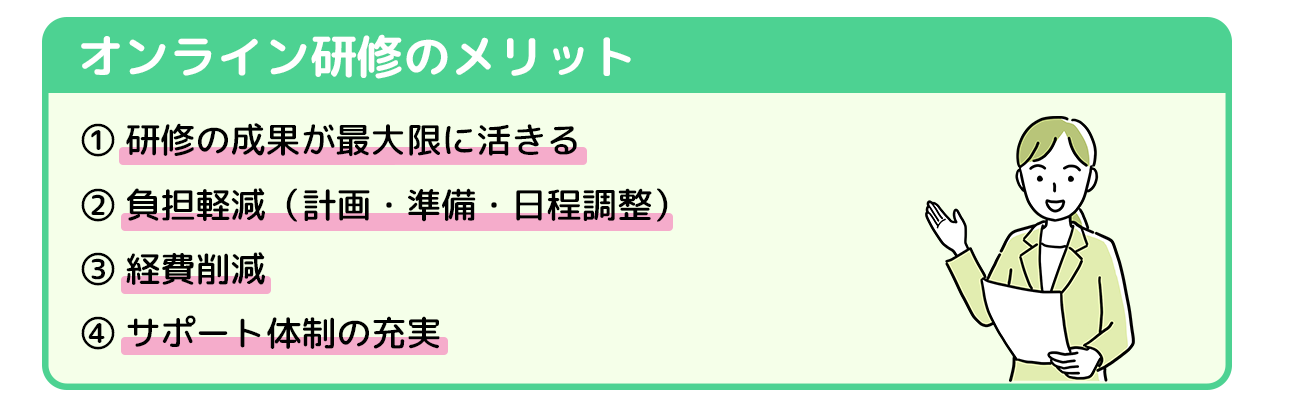 オンライン研修のメリット
① 研修の成果が最大限に活きる
② 負担軽減（計画・準備・日程調整）
③ 経費削減
④ サポート体制の充実